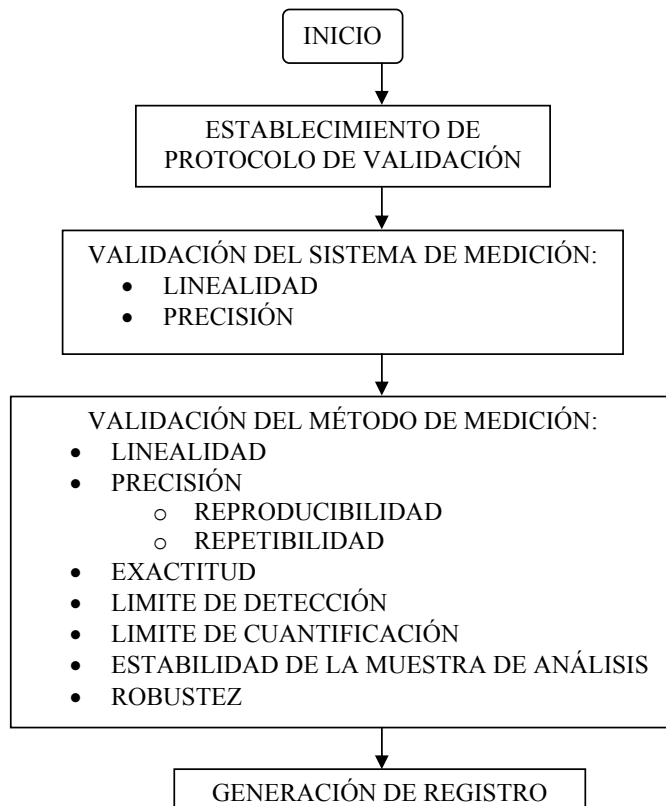 INICIO
ESTABLECIMIENTO DE
PROTOCOLO DE VALIDACIÓN
VALIDACIÓN DEL SISTEMA DE MEDICIÓN:
• LINEALIDAD
• PRECISIÓN
VALIDACIÓN DEL MÉTODO DE MEDICIÓN:
• LINEALIDAD
• PRECISIÓN
o REPRODUCIBILIDAD
o REPETIBILIDAD
• EXACTITUD
• LIMITE DE DETECCIÓN
• LIMITE DE CUANTIFICACIÓN
• ESTABILIDAD DE LA MUESTRA DE ANÁLISIS
• ROBUSTEZ
GENERACIÓN DE REGISTRO